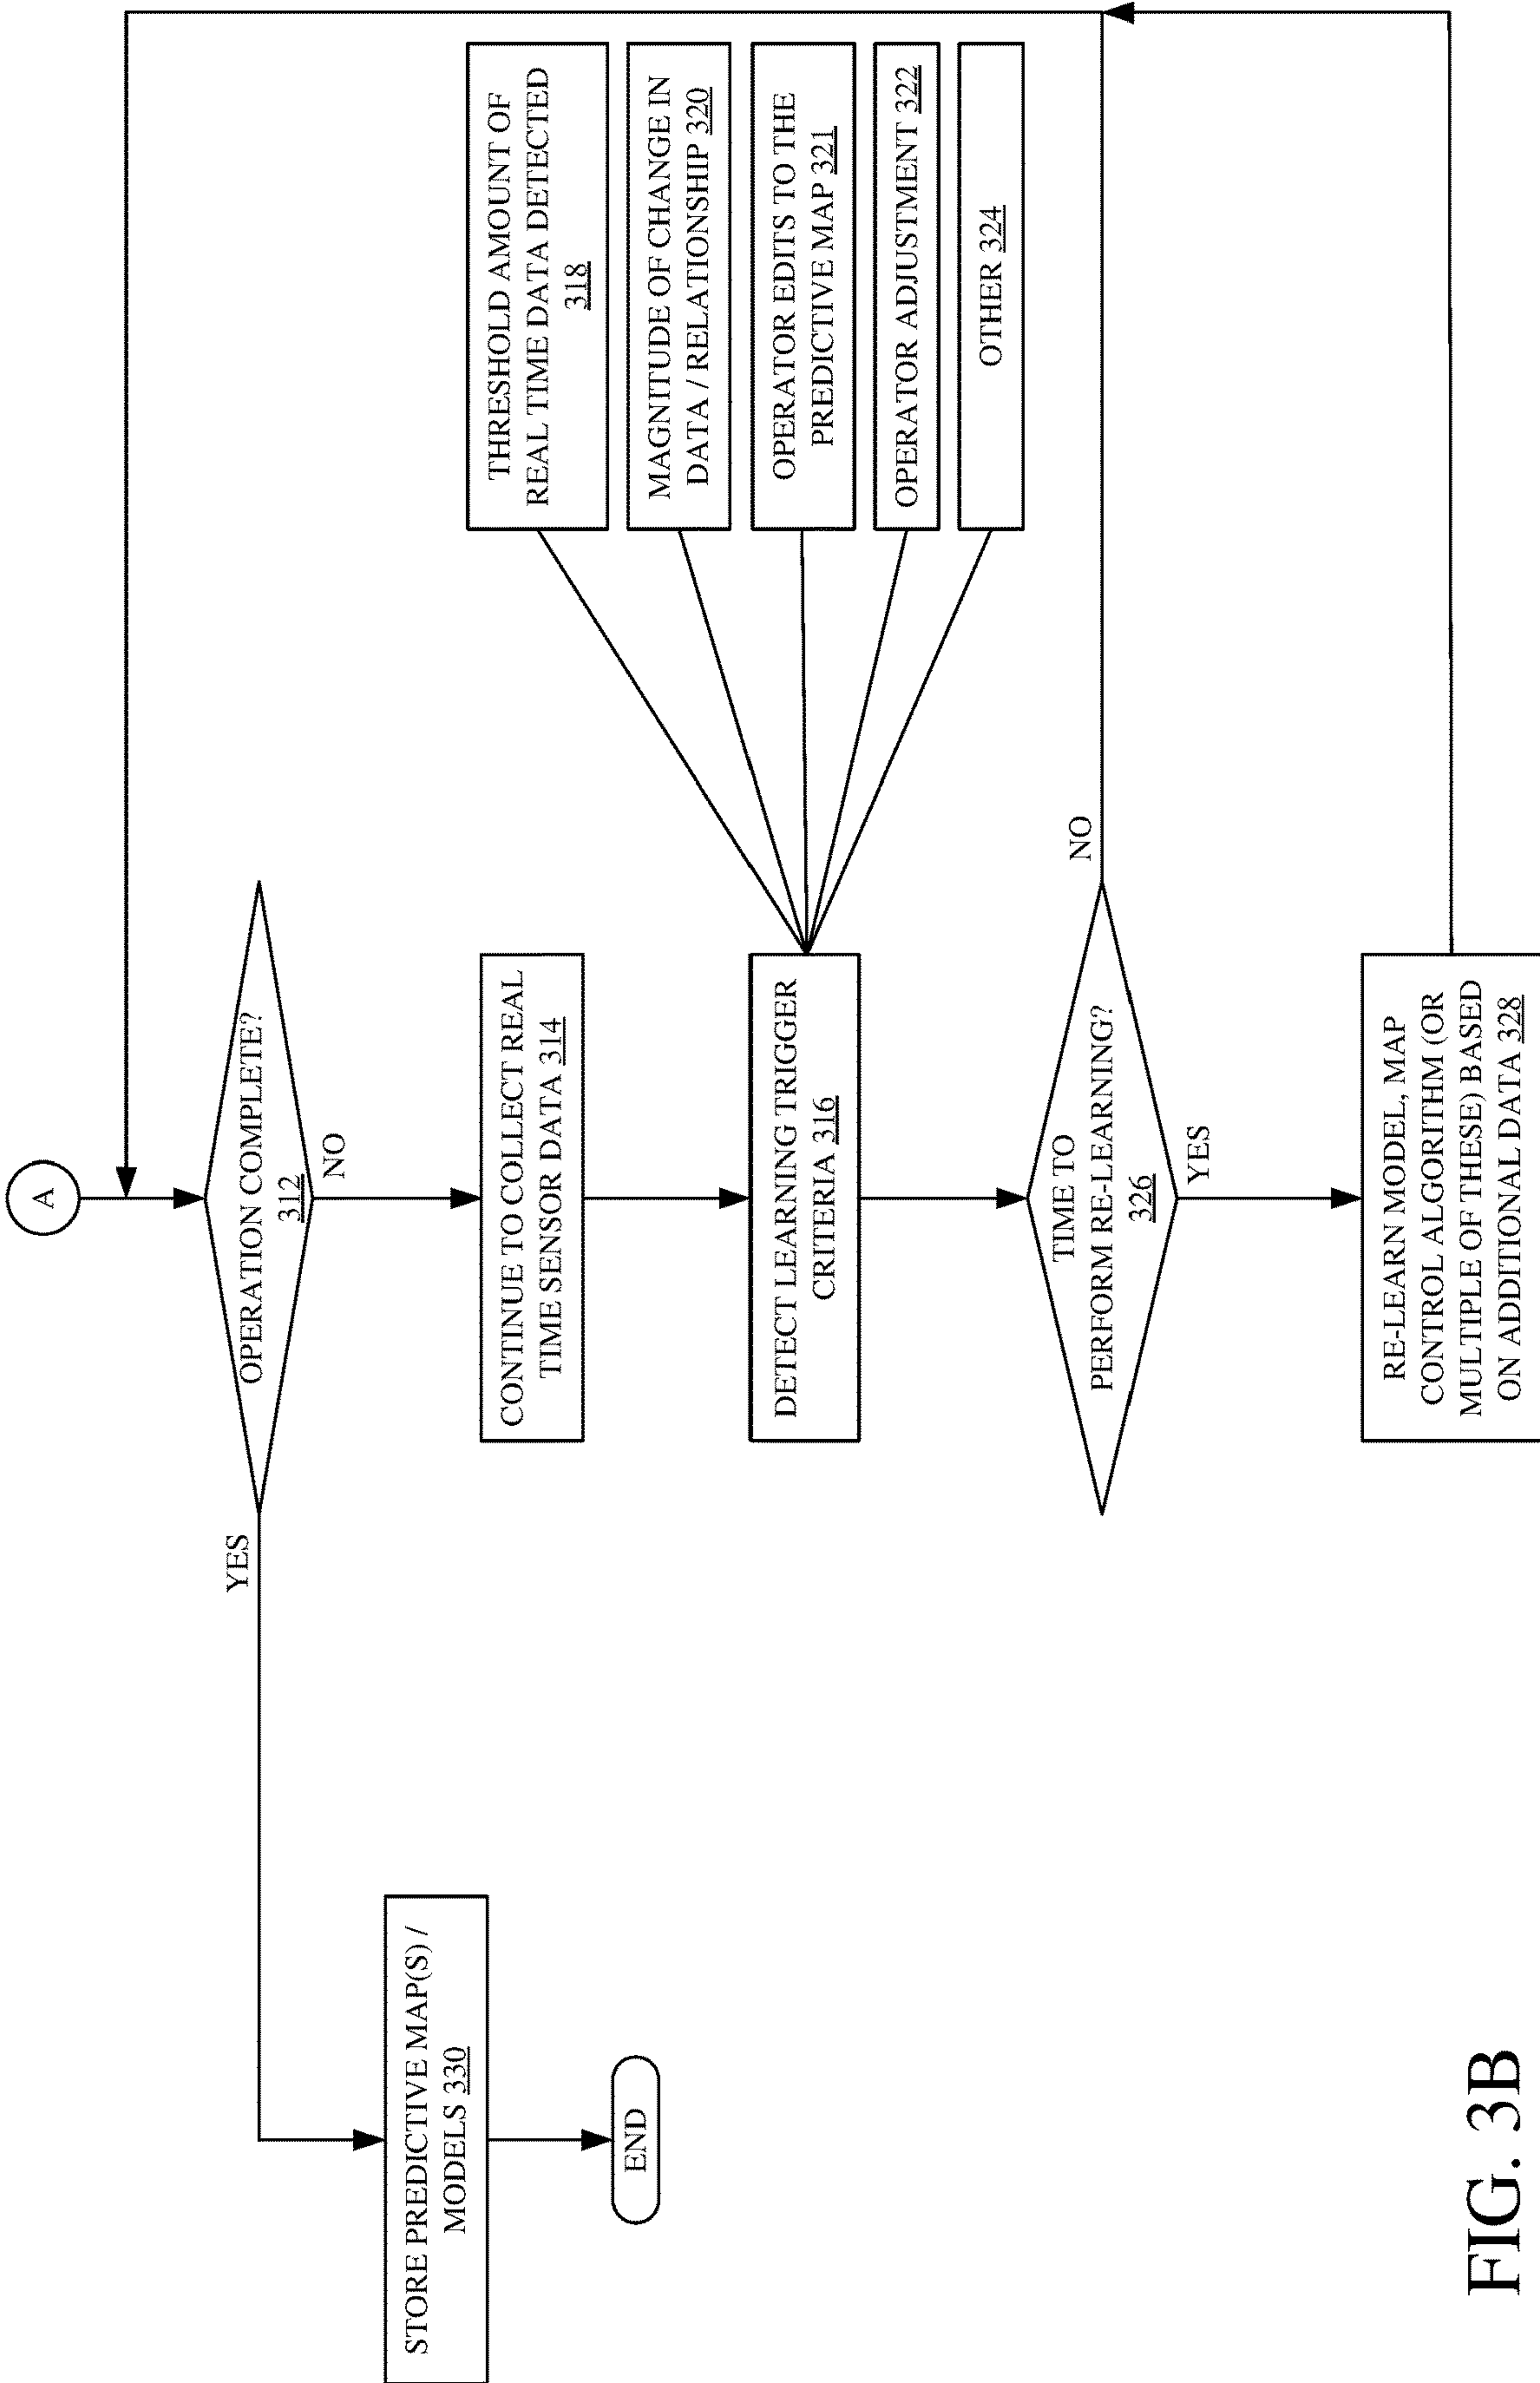 A
OPERATION COMPLETE?
312
YES
NO
CONTINUE TO COLLECT REAL
TIME SENSOR DATA 314
DETECT LEARNING TRIGGER
CRITERIA 316
THRESHOLD AMOUNT OF
REAL TIME DATA DETECTED
318
MAGNITUDE OF CHANGE IN
DATA / RELATIONSHIP 320
OPERATOR EDITS TO THE
PREDICTIVE MAP 321
OPERATOR ADJUSTMENT 322
OTHER 324
TIME TO
PERFORM RE-LEARNING?
326
NO
YES
RE-LEARN MODEL, MAP
CONTROL ALGORITHM (OR
MULTIPLE OF THESE) BASED
ON ADDITIONAL DATA 328
STORE PREDICTIVE MAP(S) /
MODELS 330
END
FIG. 3B